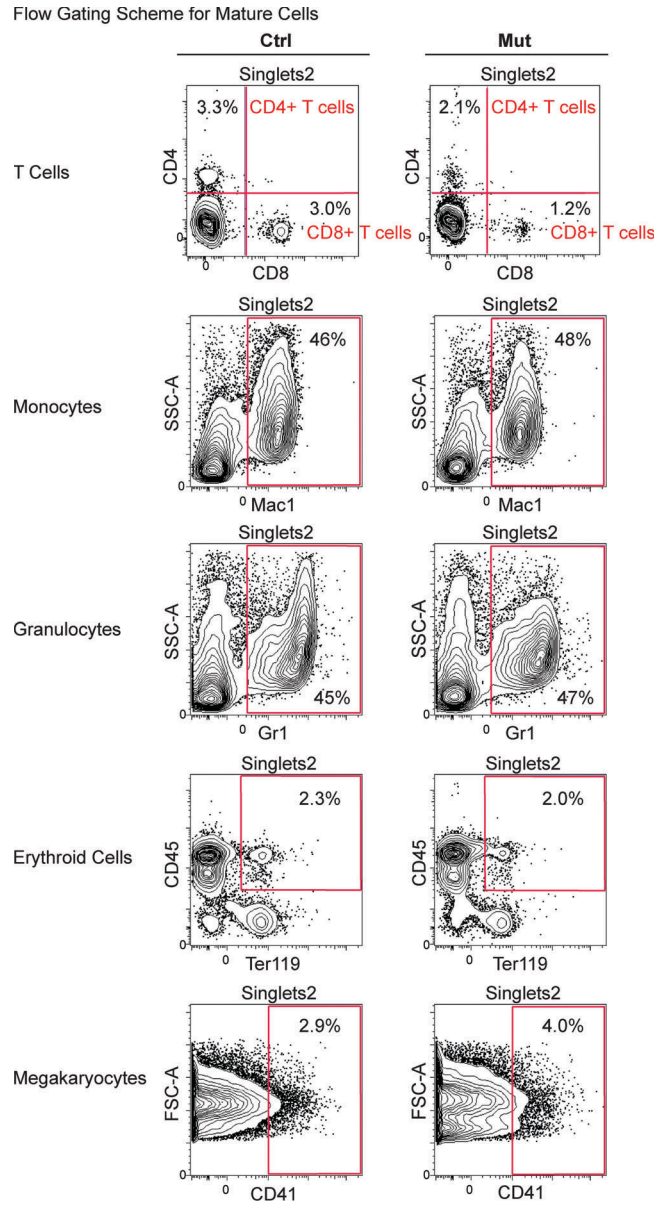 Flow Gating Scheme for Mature Cells
Ctrl
Mut
T Cells
Singlets2
3.3%
CD4+ T cells
3.0%
CD8+ T cells
CD4
0
0
CD8
Singlets2
2.1%
CD4+ T cells
1.2%
CD8+ T cells
CD4
0
0
CD8
Monocytes
Singlets2
46%
SSC-A
0
0
Mac1
Singlets2
48%
SSC-A
0
0
Mac1
Granulocytes
Singlets2
45%
SSC-A
0
0
Gr1
Singlets2
47%
SSC-A
0
0
Gr1
Erythroid Cells
Singlets2
2.3%
CD45
0
0
Ter119
Singlets2
2.0%
CD45
0
0
Ter119
Megakaryocytes
Singlets2
2.9%
FSC-A
0
0
CD41
Singlets2
4.0%
FSC-A
0
0
CD41